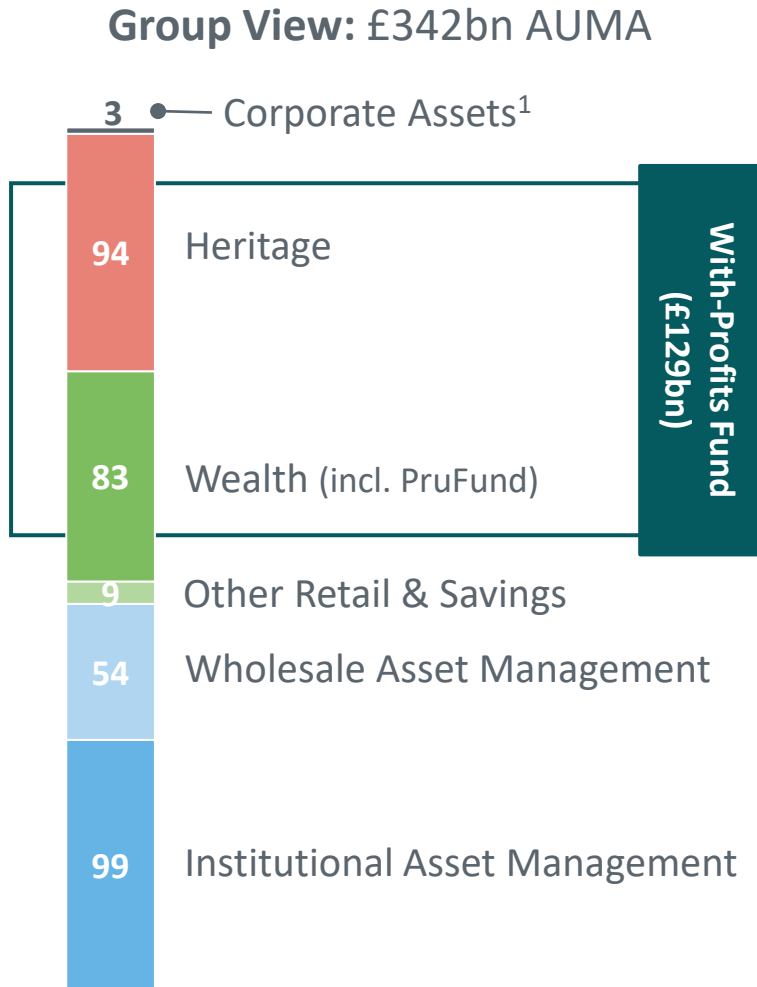 Group View: £342bn AUMA
3 Corporate Assets¹
94 Heritage
With-Profits Fund
(£129bn)
83 Wealth (incl. PruFund)
9 Other Retail & Savings
54 Wholesale Asset Management
99 Institutional Asset Management